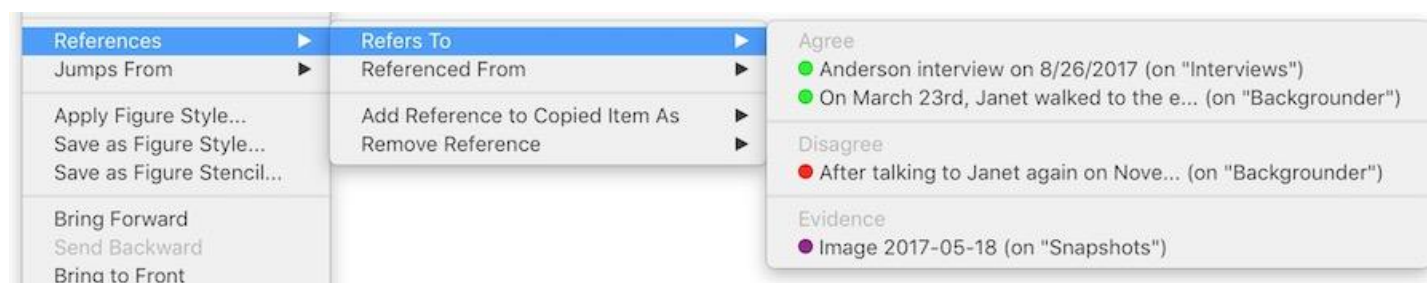 References
Jumps From
Apply Figure Style...
Save as Figure Style...
Save as Figure Stencil...
Bring Forward
Send Backward
Bring to Front
Refers To
Referenced From
Add Reference to Copied Item As
Remove Reference
Agree
Anderson interview on 8/26/2017 (on "Interviews")
On March 23rd, Janet walked to the e... (on "Backgrounder")
Disagree
After talking to Janet again on Nove... (on "Backgrounder")
Evidence
Image 2017-05-18 (on "Snapshots")